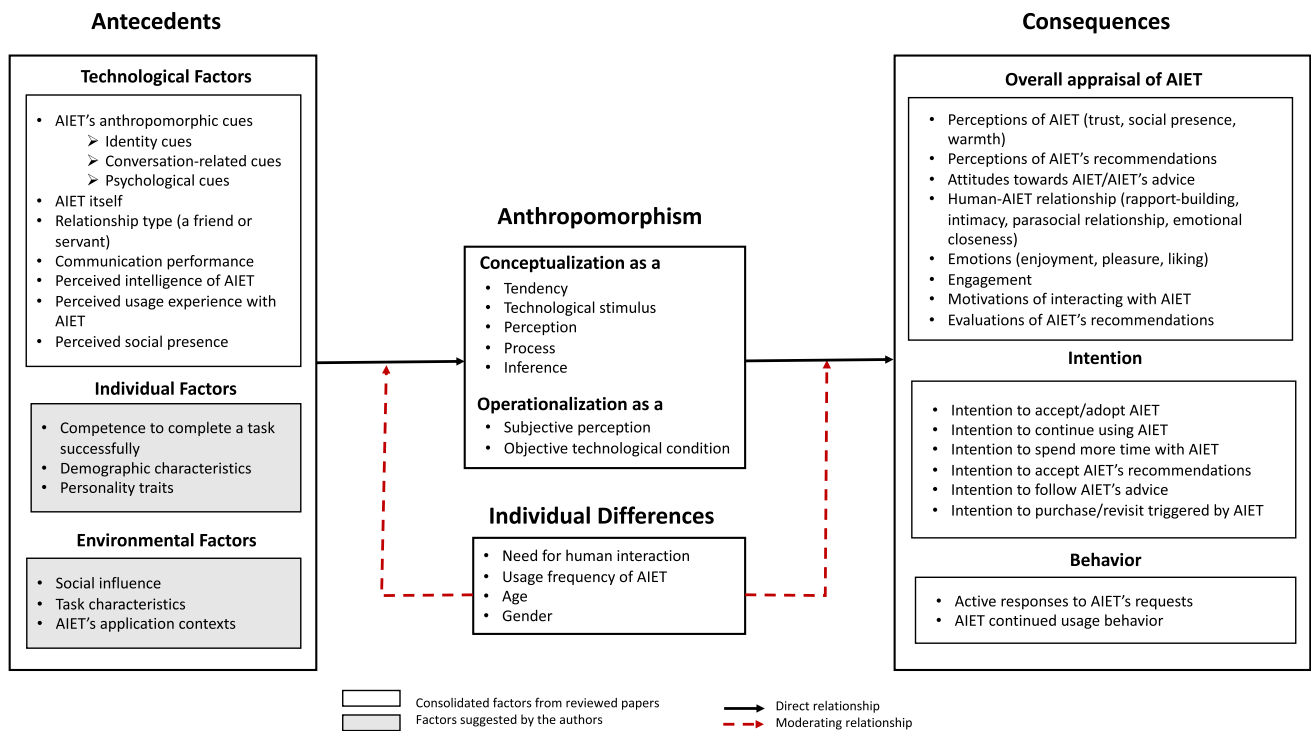 Antecedents
Technological Factors
• AIET's anthropomorphic cues
➢ Identity cues
➢ Conversation-related cues
➢ Psychological cues
• AIET itself
• Relationship type (a friend or
servant)
• Communication performance
• Perceived intelligence of AIET
• Perceived usage experience with
AIET
• Perceived social presence
Individual Factors
• Competence to complete a task
successfully
• Demographic characteristics
• Personality traits
Environmental Factors
• Social influence
• Task characteristics
• AIET's application contexts
Anthropomorphism
Conceptualization as a
• Tendency
• Technological stimulus
• Perception
• Process
• Inference
Operationalization as a
• Subjective perception
• Objective technological condition
Individual Differences
• Need for human interaction
• Usage frequency of AIET
• Age
• Gender
Consequences
Overall appraisal of AIET
• Perceptions of AIET (trust, social presence,
warmth)
• Perceptions of AIET's recommendations
• Attitudes towards AIET/AIET's advice
• Human-AIET relationship (rapport-building,
intimacy, parasocial relationship, emotional
closeness)
• Emotions (enjoyment, pleasure, liking)
• Engagement
• Motivations of interacting with AIET
• Evaluations of AIET's recommendations
Intention
• Intention to accept/adopt AIET
• Intention to continue using AIET
• Intention to spend more time with AIET
• Intention to accept AIET's recommendations
• Intention to follow AIET's advice
• Intention to purchase/revisit triggered by AIET
Behavior
• Active responses to AIET's requests
• AIET continued usage behavior
Consolidated factors from reviewed papers
Factors suggested by the authors
Direct relationship
Moderating relationship